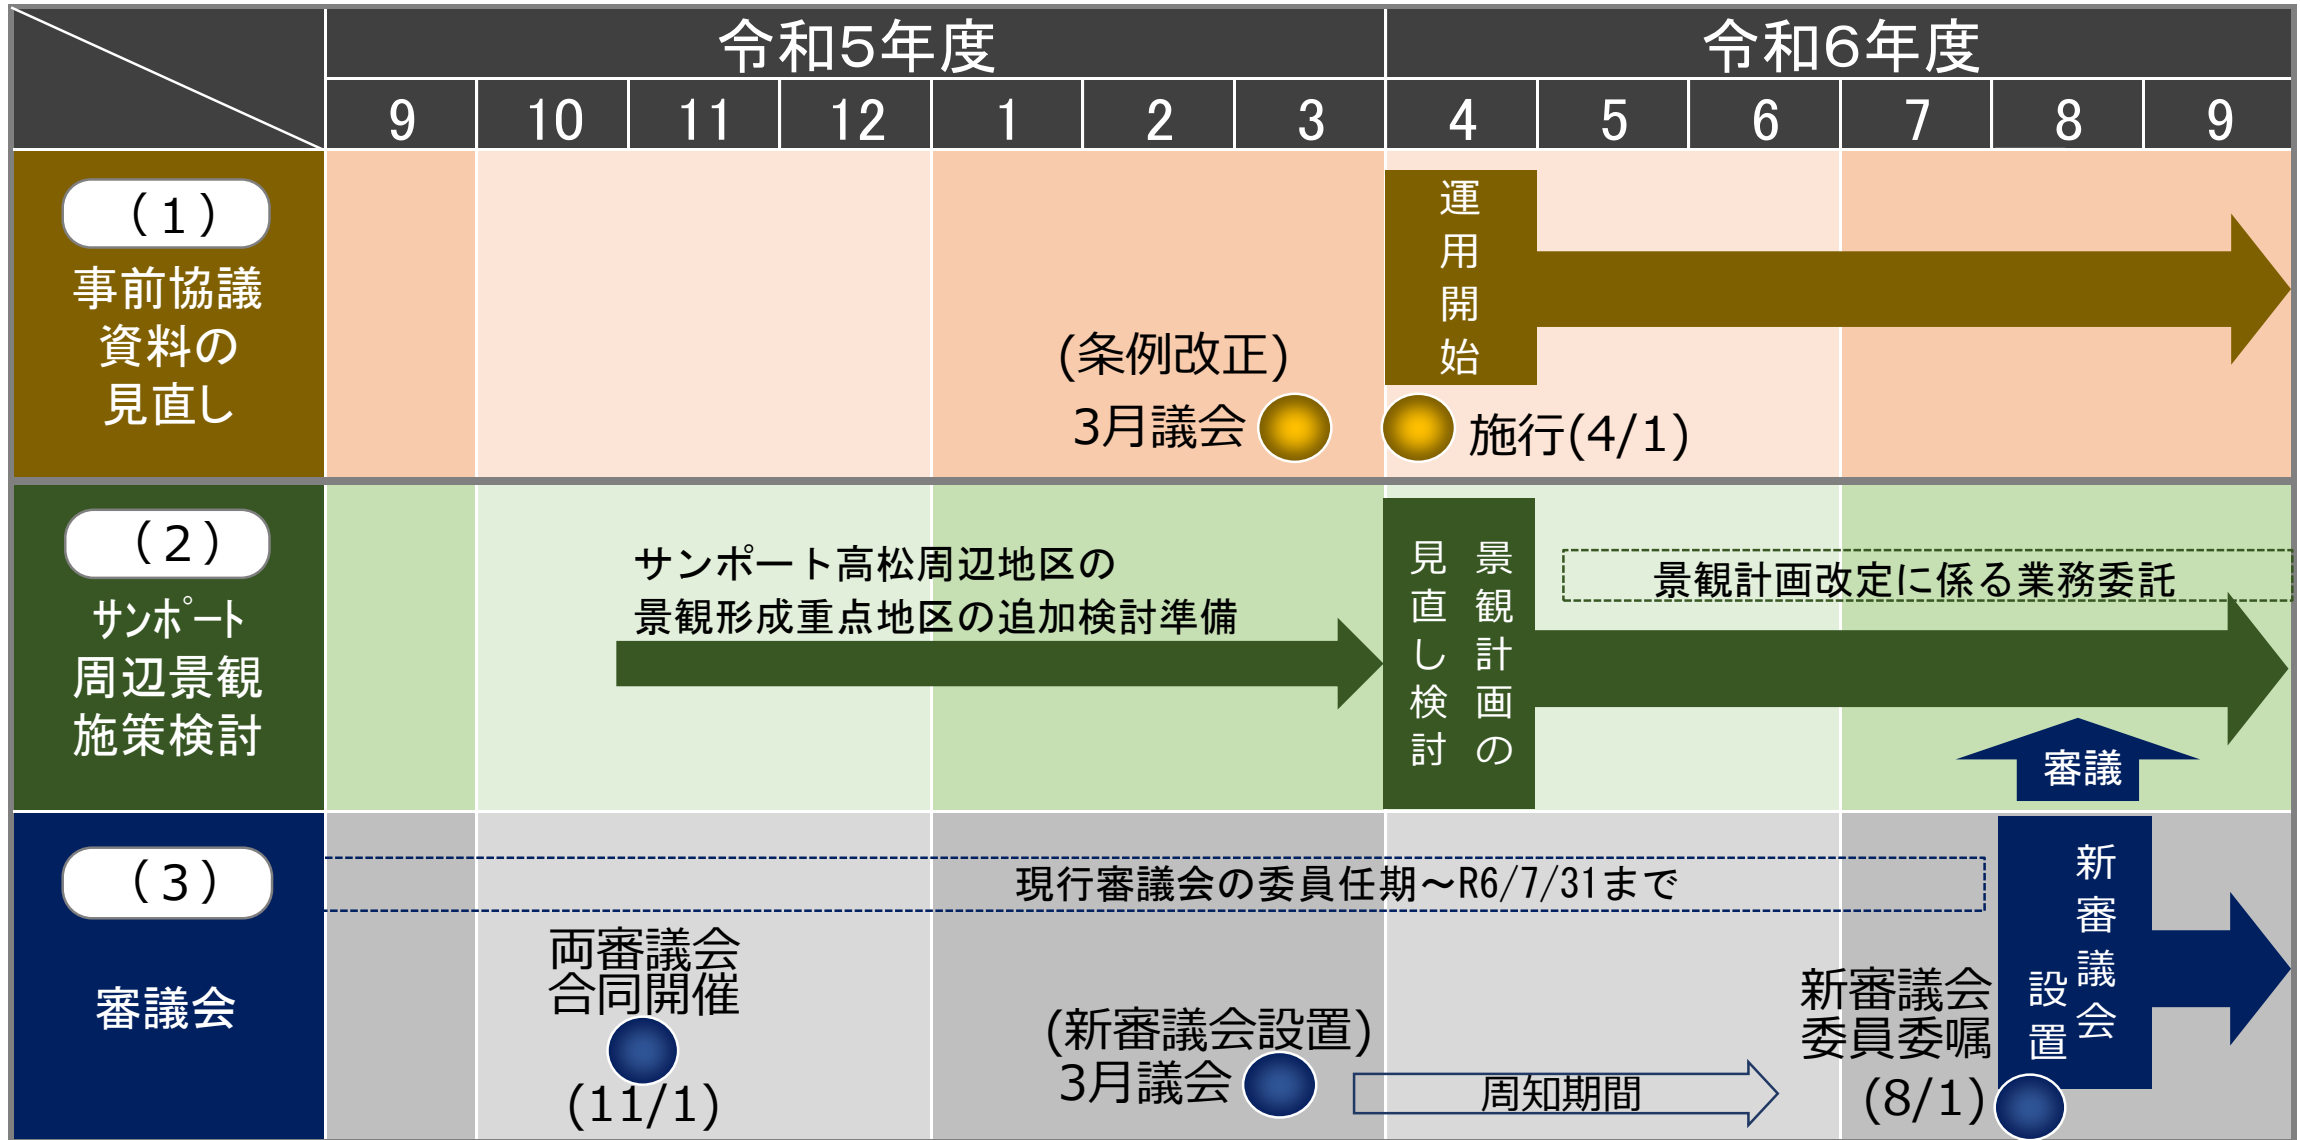 令和5年度
令和6年度
9 10 11 12 1 2 3 4 5 6 7 8 9
(1)
事前協議
資料の
見直し
運用開始
(条例改正)
3月議会
施行(4/1)
(2)
サンポート
周辺景観
施策検討
サンポート高松周辺地区の
景観形成重点地区の追加検討準備
景観計画の
見直し検討
景観計画改定に係る業務委託
審議
(3)
審議会
現行審議会の委員任期～R6/7/31まで
両審議会
合同開催
(11/1)
(新審議会設置)
3月議会
周知期間
新審議会
委員委嘱
(8/1)
新審議会
設置